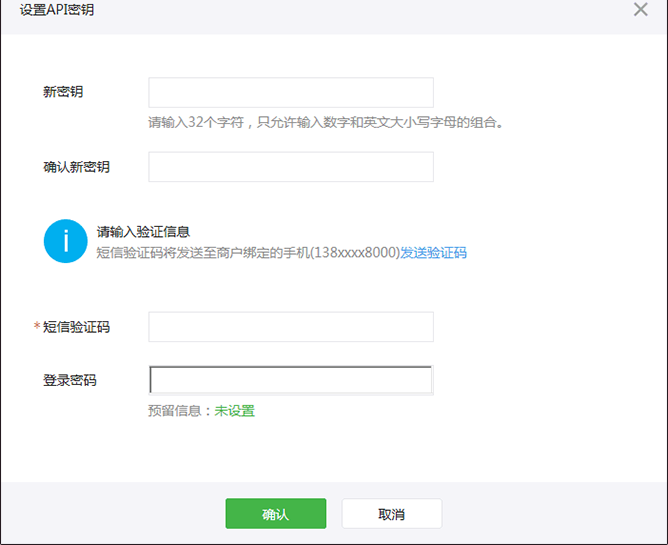 设置API密钥
新密钥
请输入32个字符，只允许输入数字和英文大小写字母的组合。
确认新密钥
请输入验证信息
短信验证码将发送至商户绑定的手机(138xxxx8000)发送验证码
*短信验证码
登录密码
预留信息：未设置
确认 取消